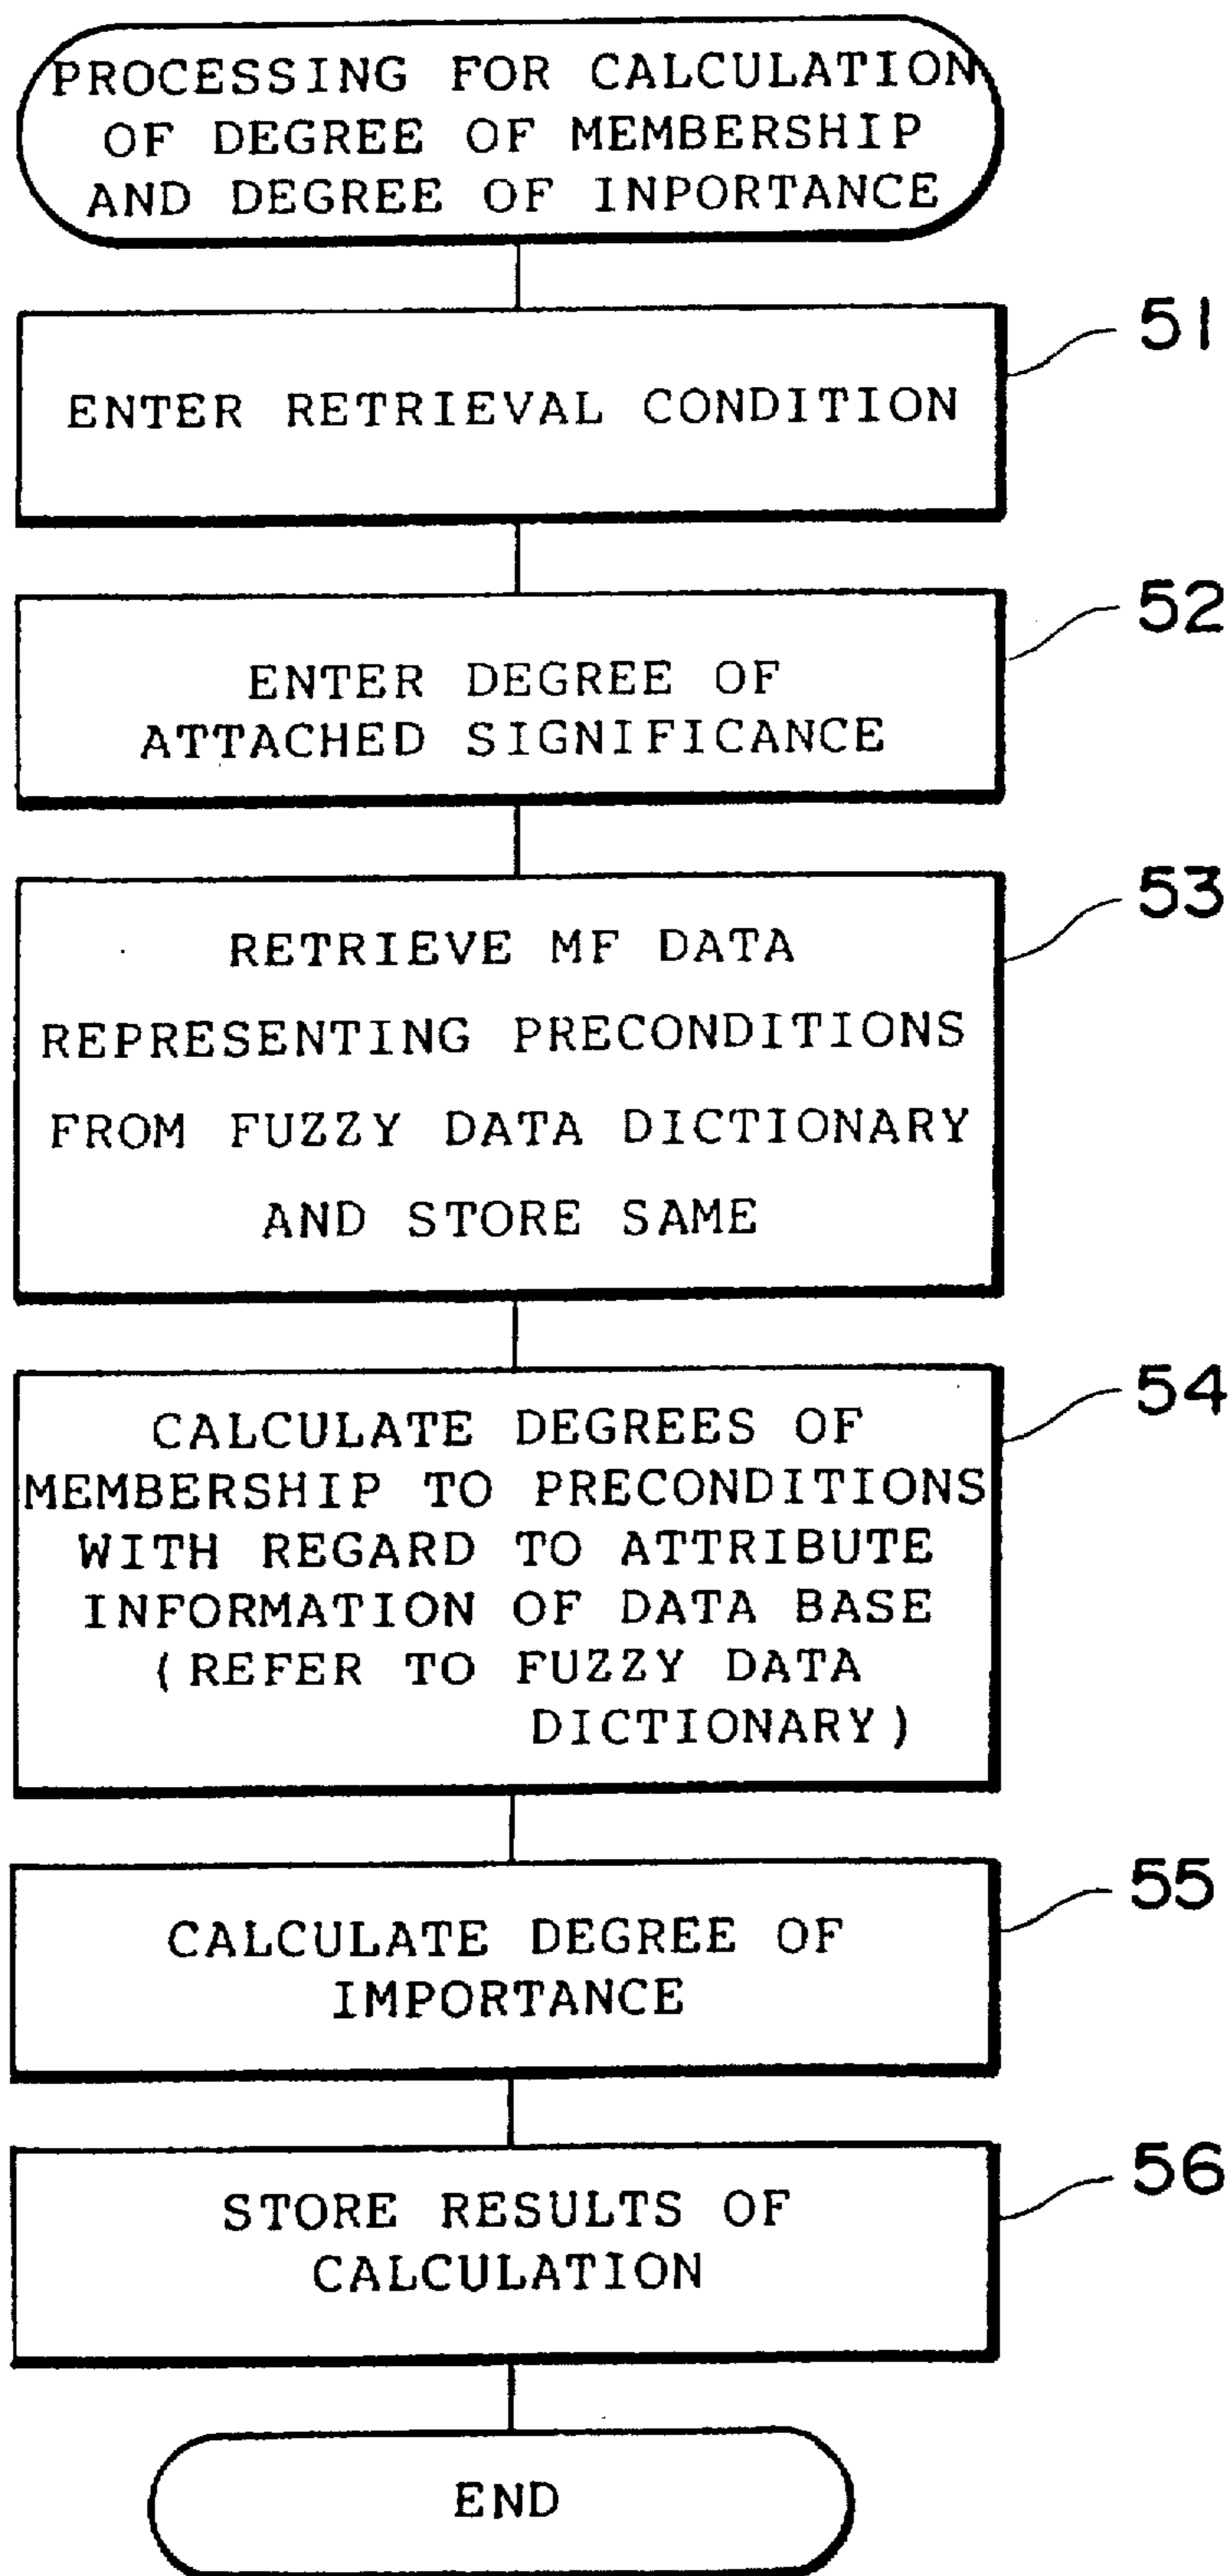 PROCESSING FOR CALCULATION
OF DEGREE OF MEMBERSHIP
AND DEGREE OF INPORTANCE
51
ENTER RETRIEVAL CONDITION
52
ENTER DEGREE OF
ATTACHED SIGNIFICANCE
53
RETRIEVE MF DATA
REPRESENTING PRECONDITIONS
FROM FUZZY DATA DICTIONARY
AND STORE SAME
54
CALCULATE DEGREES OF
MEMBERSHIP TO PRECONDITIONS
WITH REGARD TO ATTRIBUTE
INFORMATION OF DATA BASE
(REFER TO FUZZY DATA
DICTIONARY)
55
CALCULATE DEGREE OF
IMPORTANCE
56
STORE RESULTS OF
CALCULATION
END